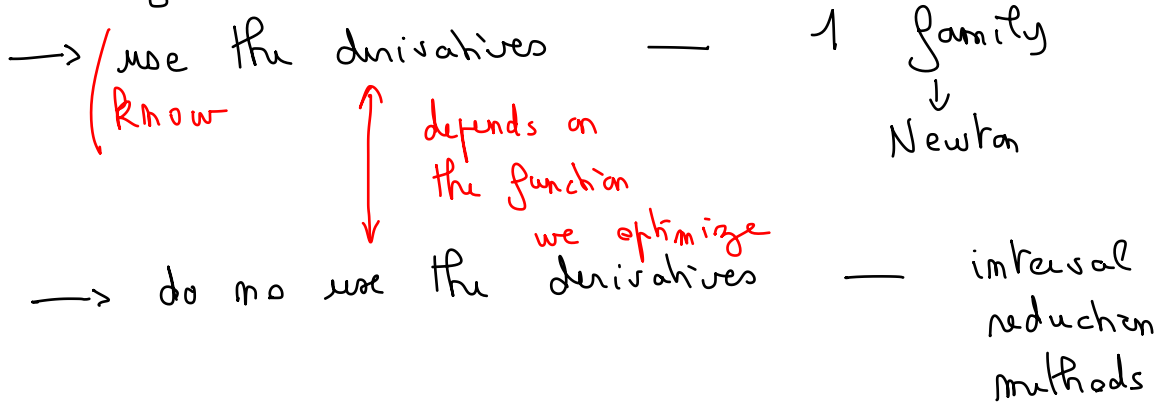 → use the derivatives — 1 family
know
↓
depends on
Newton
the function
we optimize
→ do no use the derivatives — interval
reduction
methods